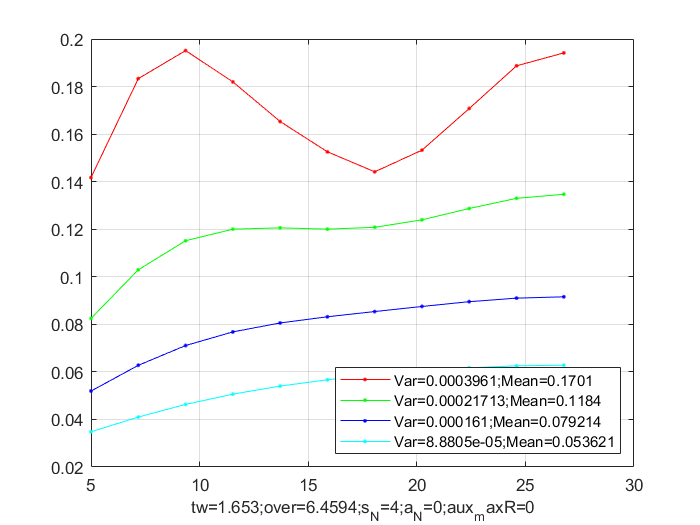 0.2
0.18
0.16
0.14
0.12
0.1
0.08
0.06
0.04
0.02
5 10 15 20 25 30
Var=0.0003961;Mean=0.1701
Var=0.00021713;Mean=0.1184
Var=0.000161;Mean=0.079214
Var=8.8805e-05;Mean=0.053621
tw=1.653;over=6.4594;s_N=4;a_N=0;aux_maxR=0